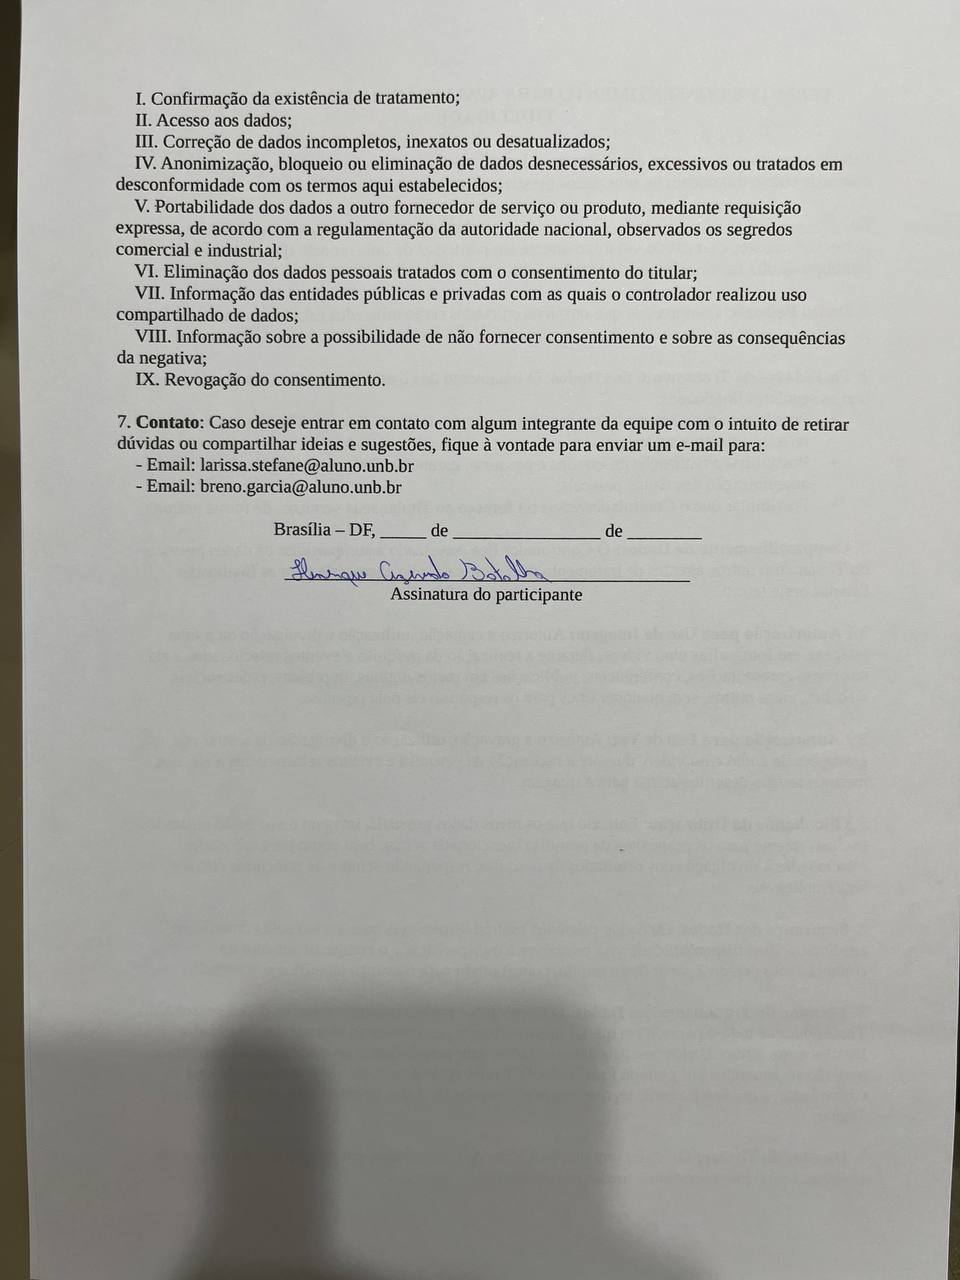 I. Confirmação da existência de tratamento;
II. Acesso aos dados;
III. Correção de dados incompletos, inexatos ou desatualizados;
IV. Anonimização, bloqueio ou eliminação de dados desnecessários, excessivos ou tratados em
desconformidade com os termos aqui estabelecidos;
V. Portabilidade dos dados a outro fornecedor de serviço ou produto, mediante requisição
expressa, de acordo com a regulamentação da autoridade nacional, observados os segredos
comercial e industrial;
VI. Eliminação dos dados pessoais tratados com o consentimento do titular;
VII. Informação das entidades públicas e privadas com as quais o controlador realizou uso
compartilhado de dados;
VIII. Informação sobre a possibilidade de não fornecer consentimento e sobre as consequências
da negativa;
IX. Revogação do consentimento.
7. Contato: Caso deseje entrar em contato com algum integrante da equipe com o intuito de retirar
dúvidas ou compartilhar ideias e sugestões, fique à vontade para enviar um e-mail para:
- Email: larissa.stefane@aluno.unb.br
- Email: breno.garcia@aluno.unb.br
Brasília – DF, _____ de ________________ de ________
Henrique Azevedo Batalha
Assinatura do participante